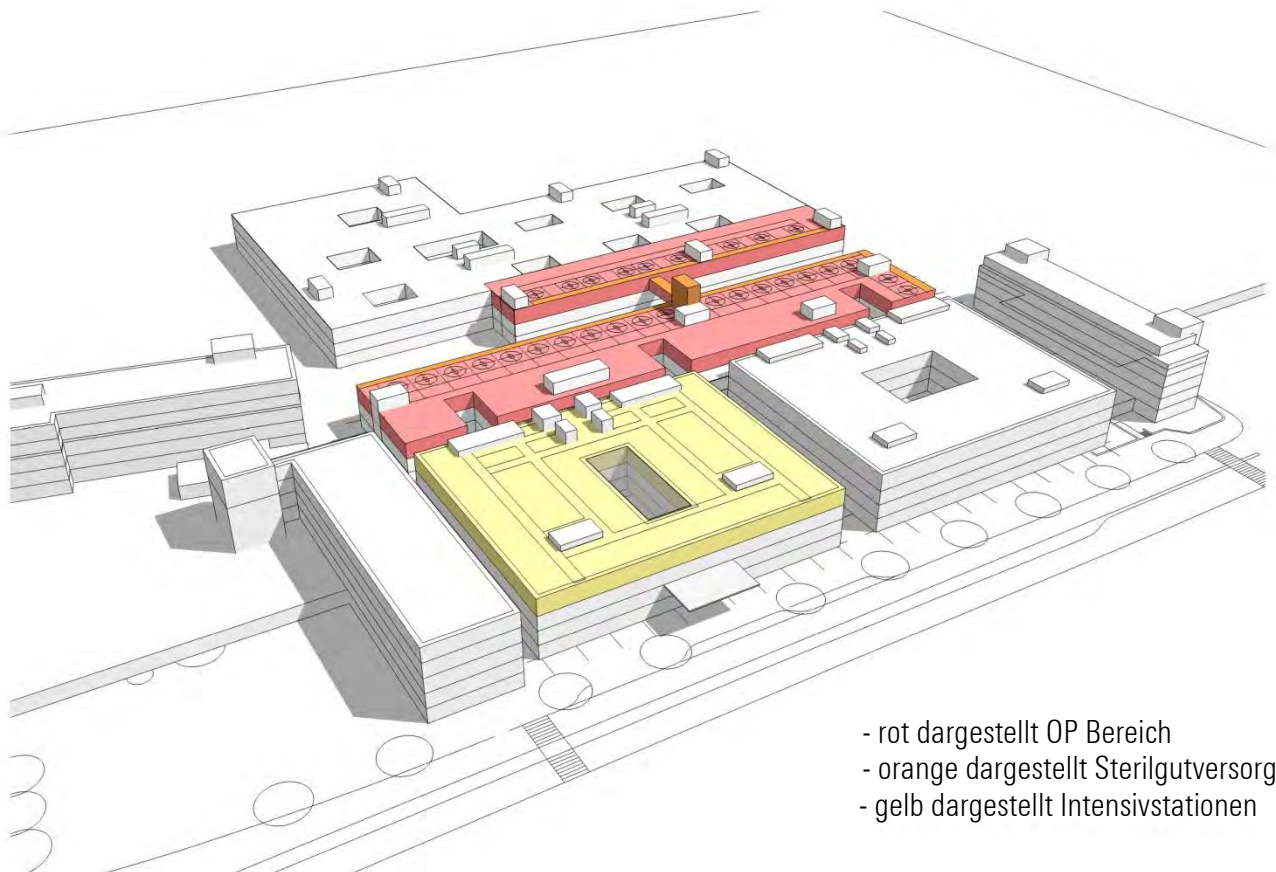 - rot dargestellt OP Bereich
- orange dargestellt Sterilgutversorg
- gelb dargestellt Intensivstationen